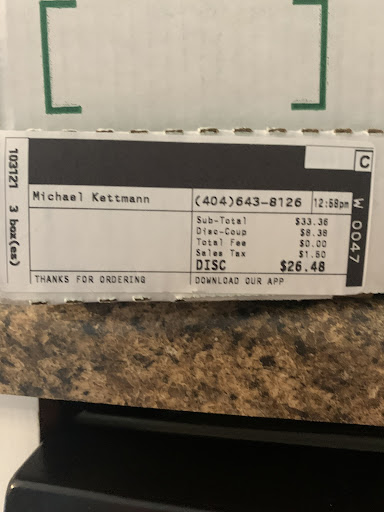 103121 3 box(es)
C
Michael Kettmann (404)643-8126 12:58pm
W 0047
Sub-Total $33.36
Disc-Coup $8.38
Total Fee $0.00
Sales Tax $1.50
DISC $26.48
THANKS FOR ORDERING DOWNLOAD OUR APP